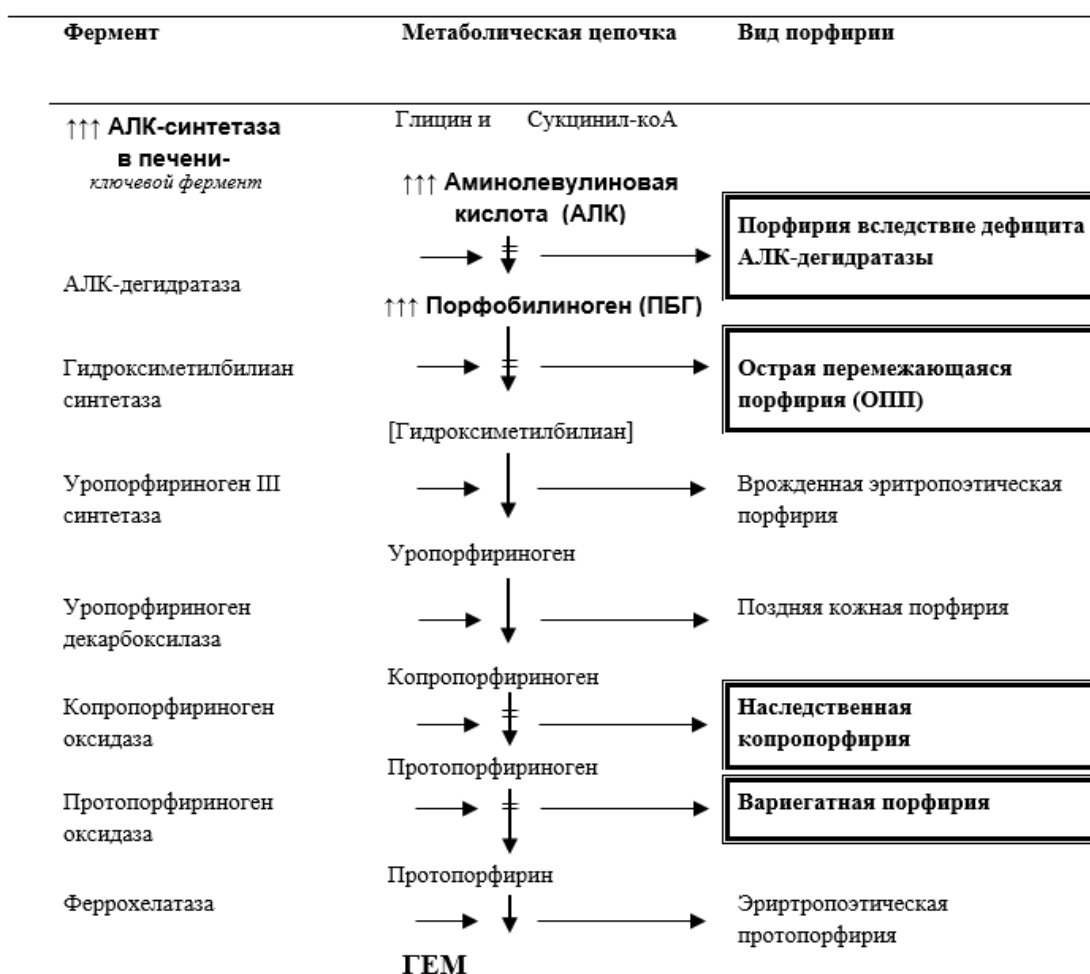 Фермент Метаболическая цепочка Вид порфирии
↑↑↑ АЛК-синтетаза Глицин и Сукцинил-коА
в печени-
ключевой фермент
↑↑↑ Аминолевулиновая
кислота (АЛК)
Порфирия вследствие дефицита
АЛК-дегидратазы
АЛК-дегидратаза
↑↑↑ Порфобилиноген (ПБГ)
Гидроксиметилбилиан
синтетаза
Острая перемежающаяся
порфирия (ОПП)
[Гидроксиметилбилиан]
Уропорфириноген III
синтетаза
Врожденная эритропоэтическая
порфирия
Уропорфириноген
Уропорфириноген
декарбоксилаза
Поздняя кожная порфирия
Копропорфириноген
Копропорфириноген
оксидаза
Наследственная
копропорфирия
Протопорфириноген
Протопорфириноген
оксидаза
Вариегатная порфирия
Протопорфирин
Феррохелатаза
Эриртропоэтическая
протопорфирия
ГЕМ